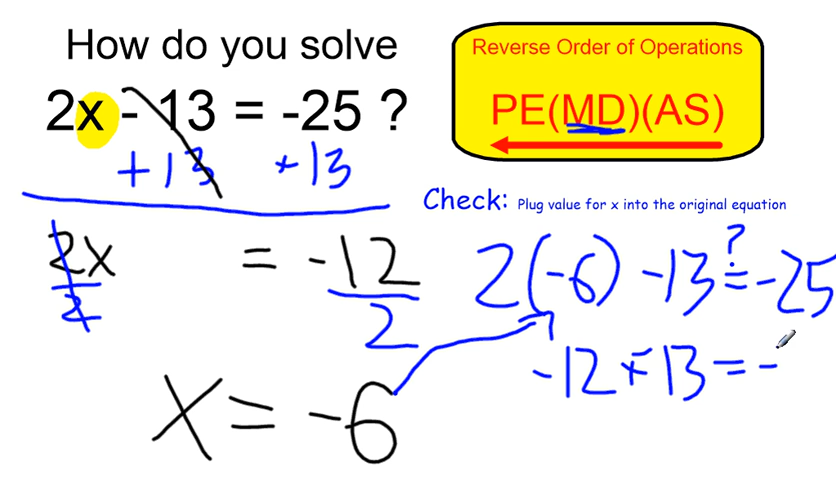 How do you solve
2x - 13 = -25 ?
+13 +13
2x = -12
2 2
x = -6
Reverse Order of Operations
PE(MD)(AS)
Check: Plug value for x into the original equation
?
2(-6) -13 = -25
-12 + 13 = -